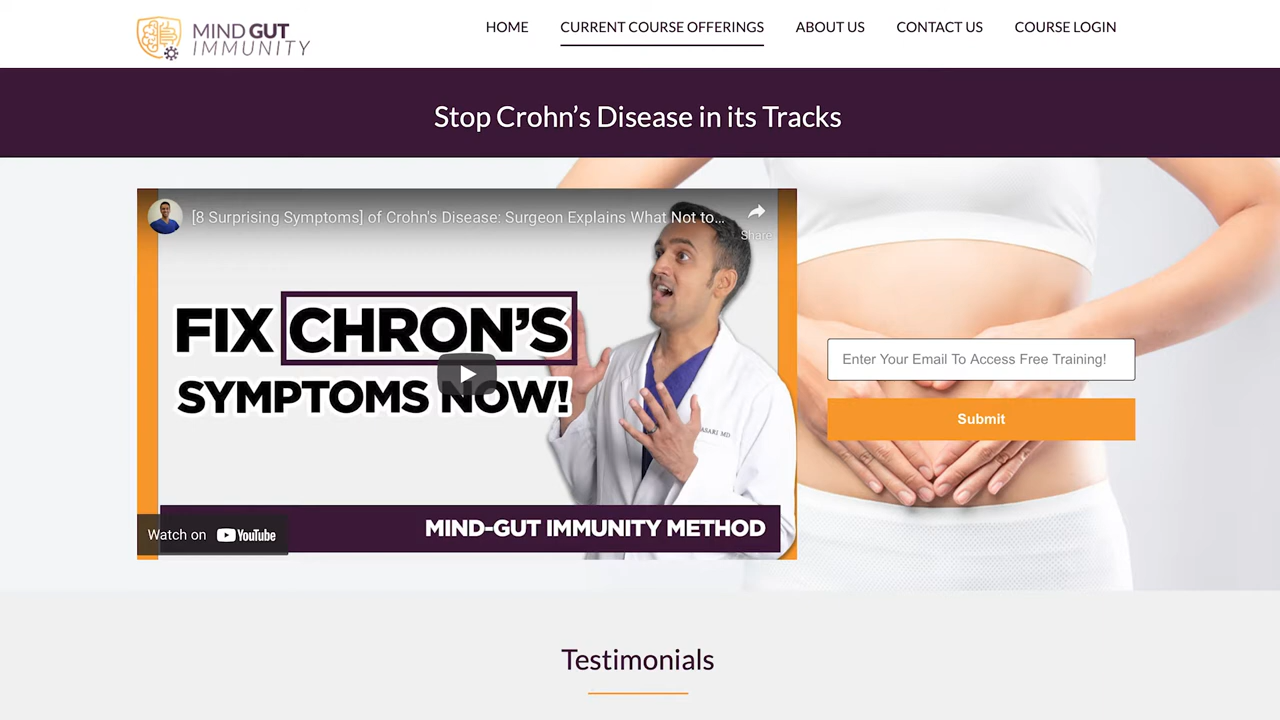 MIND GUT
IMMUNITY
HOME
CURRENT COURSE OFFERINGS
ABOUT US
CONTACT US
COURSE LOGIN
Stop Crohn’s Disease in its Tracks
[8 Surprising Symptoms] of Crohn's Disease: Surgeon Explains What Not to...
Share
FIX CHRON’S
SYMPTOMS NOW!
ASARI MD
MIND-GUT IMMUNITY METHOD
Watch on YouTube
Enter Your Email To Access Free Training!
Submit
Testimonials